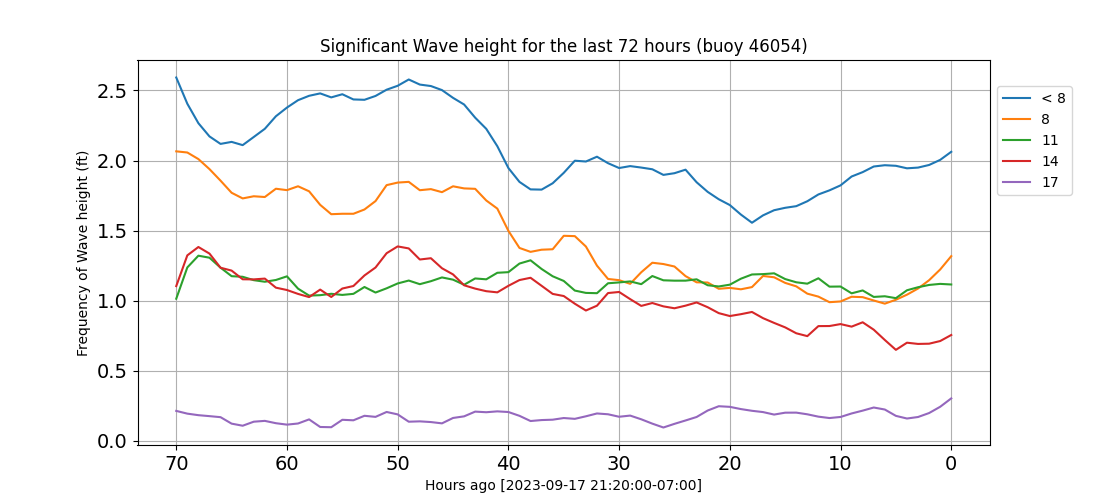 Significant Wave height for the last 72 hours (buoy 46054)
Frequency of Wave height (ft)
2.5
2.0
1.5
1.0
0.5
0.0
70 60 50 40 30 20 10 0
Hours ago [2023-09-17 21:20:00-07:00]
< 8
8
11
14
17